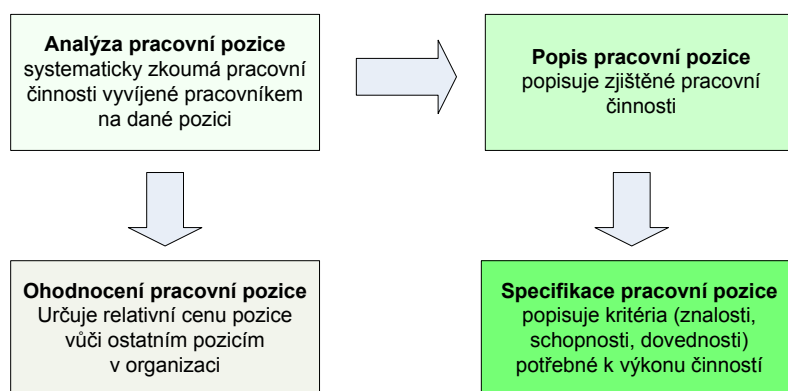 Analýza pracovní pozice
systematicky zkoumá pracovní
činnosti vyvíjené pracovníkem
na dané pozici
Popis pracovní pozice
popisuje zjištěné pracovní
činnosti
Ohodnocení pracovní pozice
Určuje relativní cenu pozice
vůči ostatním pozicím
v organizaci
Specifikace pracovní pozice
popisuje kritéria (znalosti,
schopnosti, dovednosti)
potřebné k výkonu činností